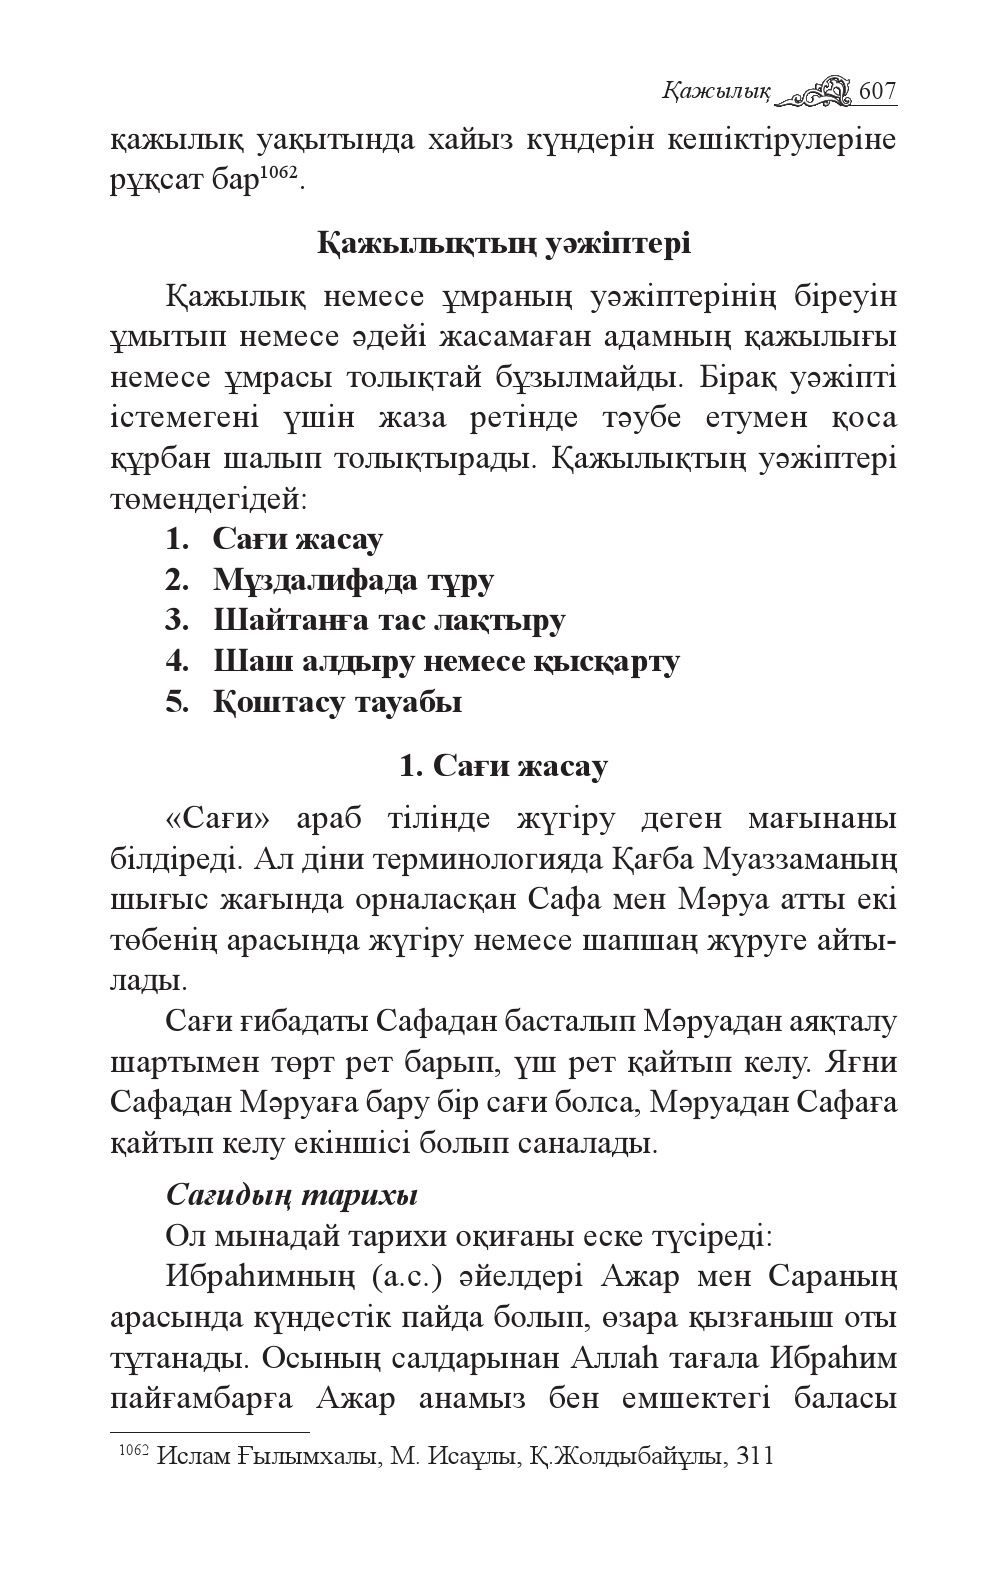 Қажылық 607
қажылық уақытында хайыз күндерін кешіктірулеріне
рұқсат бар¹⁰⁶².
Қажылықтың уәжіптері
Қажылық немесе ұмраның уәжіптерінің біреуін
ұмытып немесе әдейі жасамаған адамның қажылығы
немесе ұмрасы толықтай бұзылмайды. Бірақ уәжіпті
істемегені үшін жаза ретінде тәубе етумен қоса
құрбан шалып толықтырады. Қажылықтың уәжіптері
төмендегідей:
1. Сағи жасау
2. Мұздалифада тұру
3. Шайтанға тас лақтыру
4. Шаш алдыру немесе қысқарту
5. Қоштасу тауабы
1. Сағи жасау
«Сағи» араб тілінде жүгіру деген мағынаны
білдіреді. Ал діни терминологияда Қағба Муаззаманың
шығыс жағында орналасқан Сафа мен Мәруа атты екі
төбенің арасында жүгіру немесе шапшаң жүруге айты-
лады.
Сағи ғибадаты Сафадан басталып Мәруадан аяқталу
шартымен төрт рет барып, үш рет қайтып келу. Яғни
Сафадан Мәруаға бару бір сағи болса, Мәруадан Сафаға
қайтып келу екіншісі болып саналады.
Сағидың тарихы
Ол мынадай тарихи оқиғаны еске түсіреді:
Ибраһимның (а.с.) әйелдері Ажар мен Сараның
арасында күндестік пайда болып, өзара қызғаныш оты
тұтанады. Осының салдарынан Аллаһ тағала Ибраһим
пайғамбарға Ажар анамыз бен емшектегі баласы
¹⁰⁶² Ислам Ғылымхалы, М. Исаұлы, Қ.Жолдыбайұлы, 311